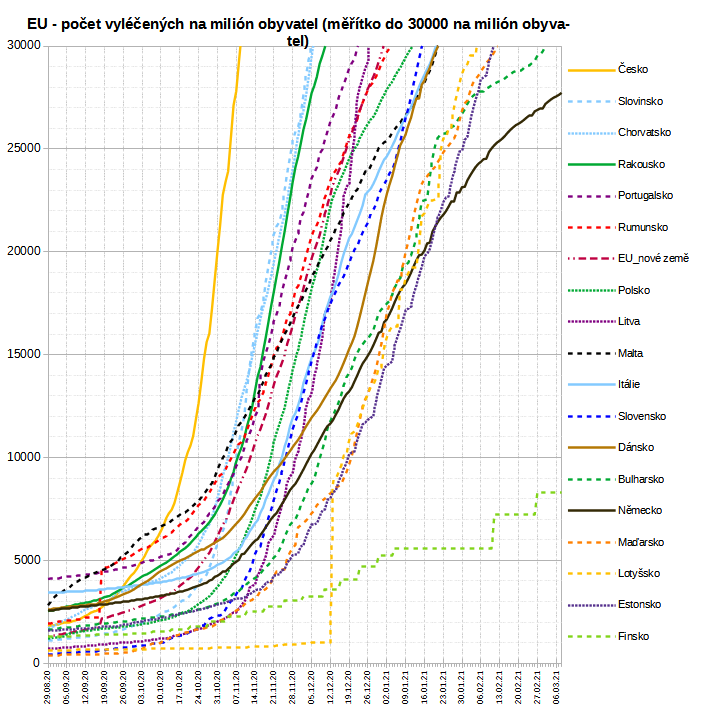 EU - počet vyléčených na milión obyvatel (měřítko do 30000 na milión obyva-
tel)
30000
25000
20000
15000
10000
5000
0
29.08.20
05.09.20
12.09.20
19.09.20
26.09.20
03.10.20
10.10.20
17.10.20
24.10.20
31.10.20
07.11.20
14.11.20
21.11.20
28.11.20
05.12.20
12.12.20
19.12.20
26.12.20
02.01.21
09.01.21
16.01.21
23.01.21
30.01.21
06.02.21
13.02.21
20.02.21
27.02.21
06.03.21
Česko
Slovinsko
Chorvatsko
Rakousko
Portugalsko
Rumunsko
EU_nové země
Polsko
Litva
Malta
Itálie
Slovensko
Dánsko
Bulharsko
Německo
Maďarsko
Lotyšsko
Estonsko
Finsko